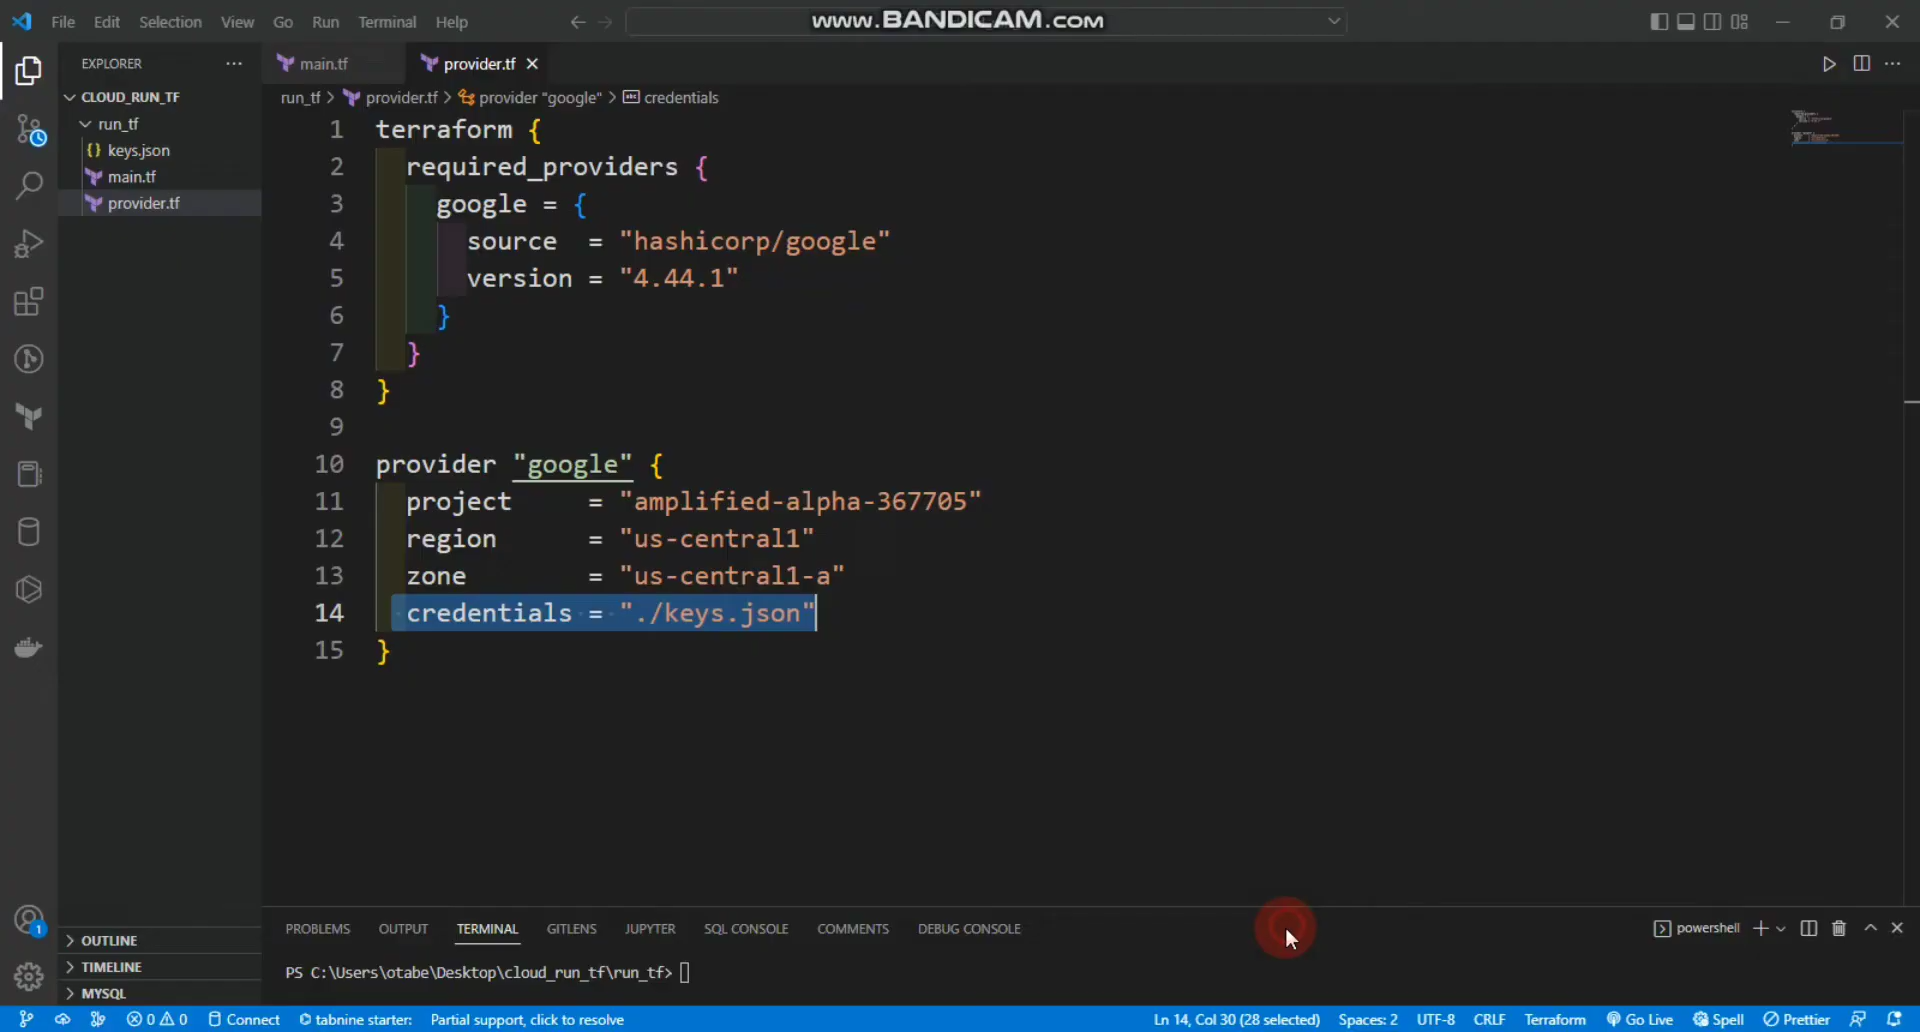 File Edit Selection View Go Run Terminal Help
www.BANDICAM.com
EXPLORER
main.tf
provider.tf
CLOUD_RUN_TF
run_tf
keys.json
main.tf
provider.tf
run_tf > provider.tf > provider "google" > credentials
1 terraform {
2 required_providers {
3 google = {
4 source = "hashicorp/google"
5 version = "4.44.1"
6 }
7 }
8 }
9
10 provider "google" {
11 project = "amplified-alpha-367705"
12 region = "us-central1"
13 zone = "us-central1-a"
14 credentials = "./keys.json"
15 }
OUTLINE
TIMELINE
MYSQL
PROBLEMS OUTPUT TERMINAL GITLENS JUPYTER SQL CONSOLE COMMENTS DEBUG CONSOLE
powershell
PS C:\Users\otabe\Desktop\cloud_run_tf\run_tf>
1
0 0 Connect tabnine starter: Partial support, click to resolve
Ln 14, Col 30 (28 selected) Spaces: 2 UTF-8 CRLF Terraform Go Live Spell Prettier